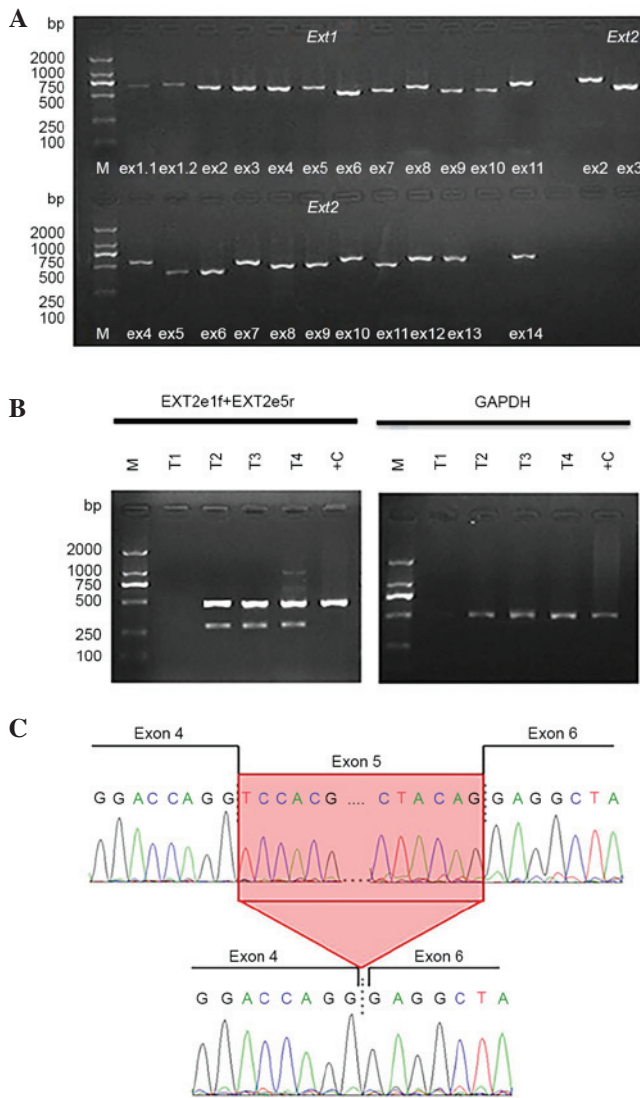 A
bp
Ext1
Ext2
2000
1000
750
500
250
100
M ex1.1 ex1.2 ex2 ex3 ex4 ex5 ex6 ex7 ex8 ex9 ex10 ex11 ex2 ex3
bp
Ext2
2000
1000
750
500
250
100
M ex4 ex5 ex6 ex7 ex8 ex9 ex10 ex11 ex12 ex13 ex14
B
EXT2e1f+EXT2e5r
GAPDH
M T1 T2 T3 T4 +C
M T1 T2 T3 T4 +C
bp
2000
1000
750
500
250
100
C
Exon 4
Exon 5
Exon 6
G G A C C A G G T C C A C G .... C T A C A G G A G G C T A
Exon 4
Exon 6
G G A C C A G G G A G G C T A